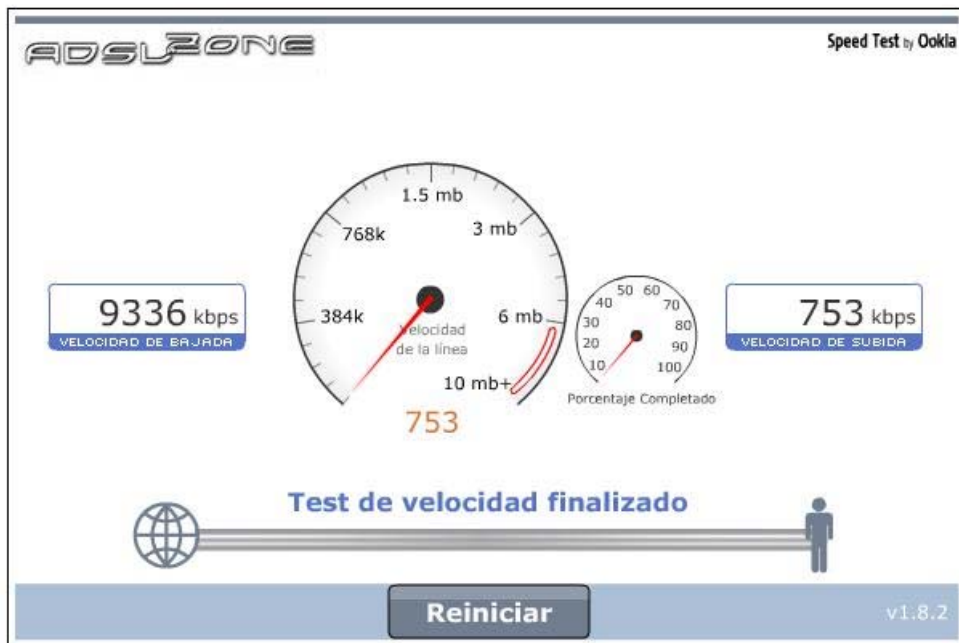 ADSLZONE
Speed Test by Ookla
1.5 mb
768k
3 mb
384k
6 mb
10 mb+
Velocidad
de la línea
753
9336 kbps
VELOCIDAD DE BAJADA
50 60
40 70
30 80
20 90
10 100
Porcentaje Completado
753 kbps
VELOCIDAD DE SUBIDA
Test de velocidad finalizado
Reiniciar
v1.8.2